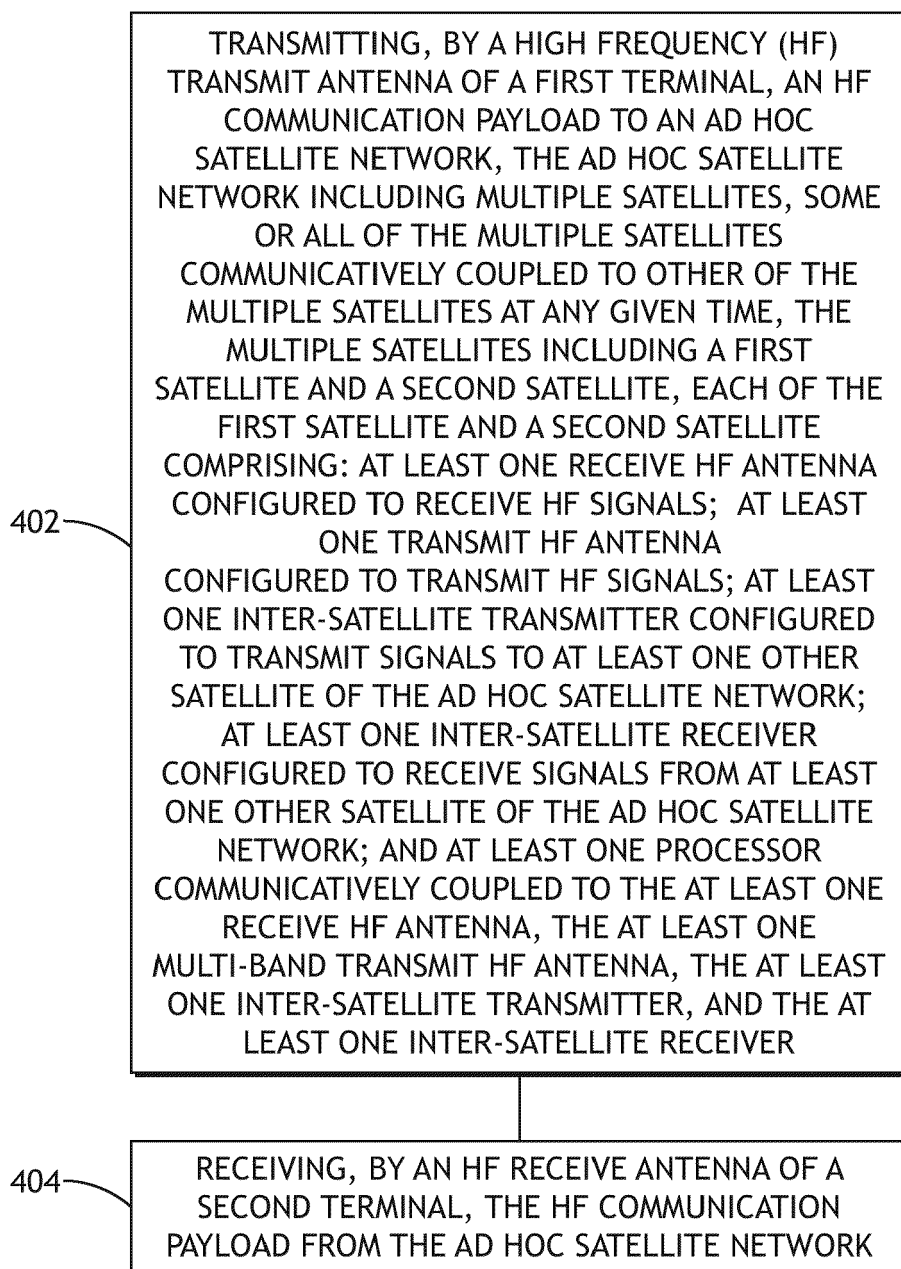 TRANSMITTING, BY A HIGH FREQUENCY (HF)
TRANSMIT ANTENNA OF A FIRST TERMINAL, AN HF
COMMUNICATION PAYLOAD TO AN AD HOC
SATELLITE NETWORK, THE AD HOC SATELLITE
NETWORK INCLUDING MULTIPLE SATELLITES, SOME
OR ALL OF THE MULTIPLE SATELLITES
COMMUNICATIVELY COUPLED TO OTHER OF THE
MULTIPLE SATELLITES AT ANY GIVEN TIME, THE
MULTIPLE SATELLITES INCLUDING A FIRST
SATELLITE AND A SECOND SATELLITE, EACH OF THE
FIRST SATELLITE AND A SECOND SATELLITE
COMPRISING: AT LEAST ONE RECEIVE HF ANTENNA
CONFIGURED TO RECEIVE HF SIGNALS; AT LEAST
402
ONE TRANSMIT HF ANTENNA
CONFIGURED TO TRANSMIT HF SIGNALS; AT LEAST
ONE INTER-SATELLITE TRANSMITTER CONFIGURED
TO TRANSMIT SIGNALS TO AT LEAST ONE OTHER
SATELLITE OF THE AD HOC SATELLITE NETWORK;
AT LEAST ONE INTER-SATELLITE RECEIVER
CONFIGURED TO RECEIVE SIGNALS FROM AT LEAST
ONE OTHER SATELLITE OF THE AD HOC SATELLITE
NETWORK; AND AT LEAST ONE PROCESSOR
COMMUNICATIVELY COUPLED TO THE AT LEAST ONE
RECEIVE HF ANTENNA, THE AT LEAST ONE
MULTI-BAND TRANSMIT HF ANTENNA, THE AT LEAST
ONE INTER-SATELLITE TRANSMITTER, AND THE AT
LEAST ONE INTER-SATELLITE RECEIVER
404
RECEIVING, BY AN HF RECEIVE ANTENNA OF A
SECOND TERMINAL, THE HF COMMUNICATION
PAYLOAD FROM THE AD HOC SATELLITE NETWORK